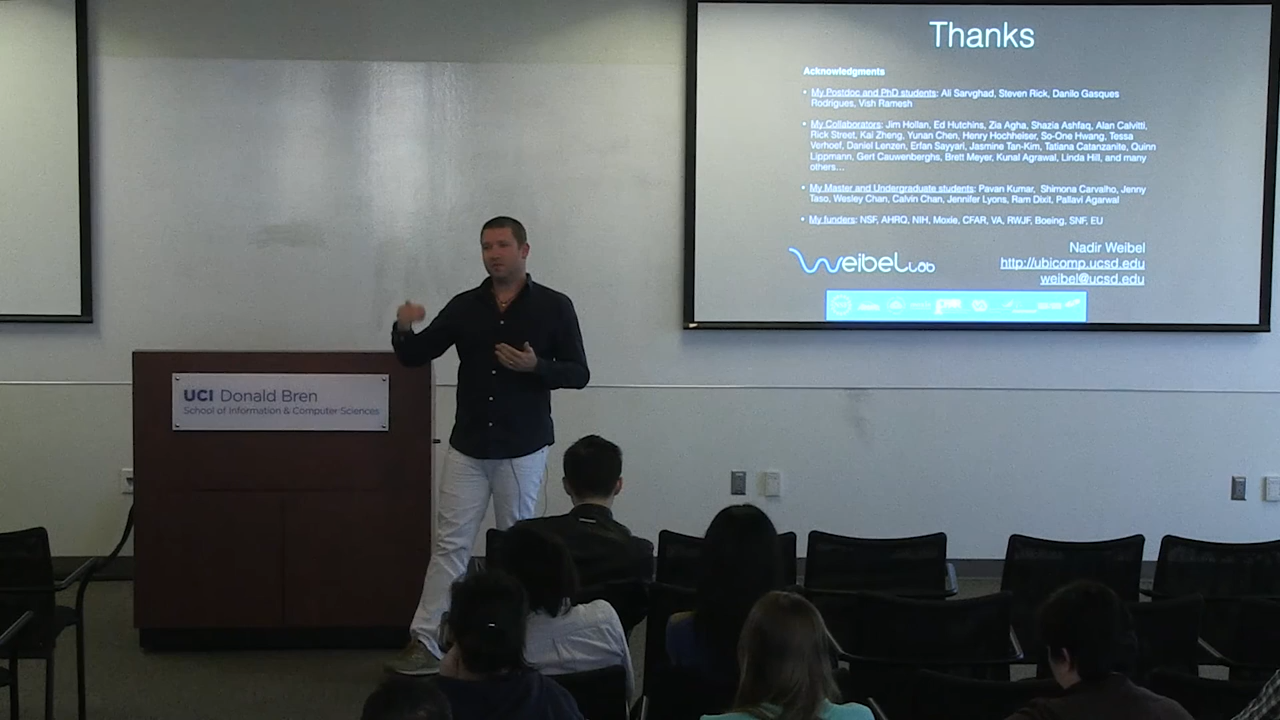 Thanks
Acknowledgments
• My Postdoc and PhD students: Ali Sarvghad, Steven Rick, Danilo Gasques
Rodrigues, Vish Ramesh
• My Collaborators: Jim Hollan, Ed Hutchins, Zia Agha, Shazia Ashfaq, Alan Calvitti,
Rick Street, Kai Zheng, Yunan Chen, Henry Hochheiser, So-One Hwang, Tessa
Verhoef, Daniel Lenzen, Erfan Sayyari, Jasmine Tan-Kim, Tatiana Catanzanite, Quinn
Lippmann, Gert Cauwenberghs, Brett Meyer, Kunal Agrawal, Linda Hill, and many
others...
• My Master and Undergraduate students: Pavan Kumar, Shimona Carvalho, Jenny
Taso, Wesley Chan, Calvin Chan, Jennifer Lyons, Ram Dixit, Pallavi Agarwal
• My funders: NSF, AHRQ, NIH, Moxie, CFAR, VA, RWJF, Boeing, SNF, EU
Nadir Weibel
WeibelLab
http://ubicomp.ucsd.edu
weibel@ucsd.edu
UCI Donald Bren
School of Information & Computer Sciences